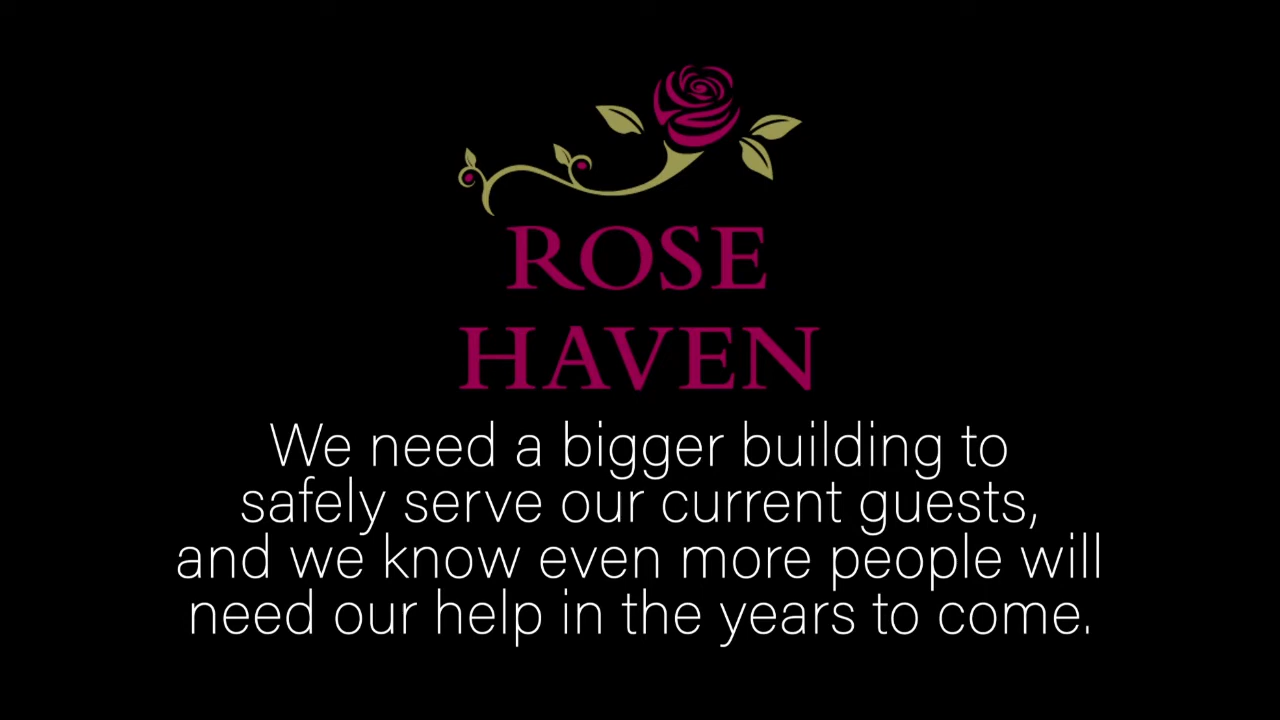 ROSE
HAVEN
We need a bigger building to
safely serve our current guests,
and we know even more people will
need our help in the years to come.